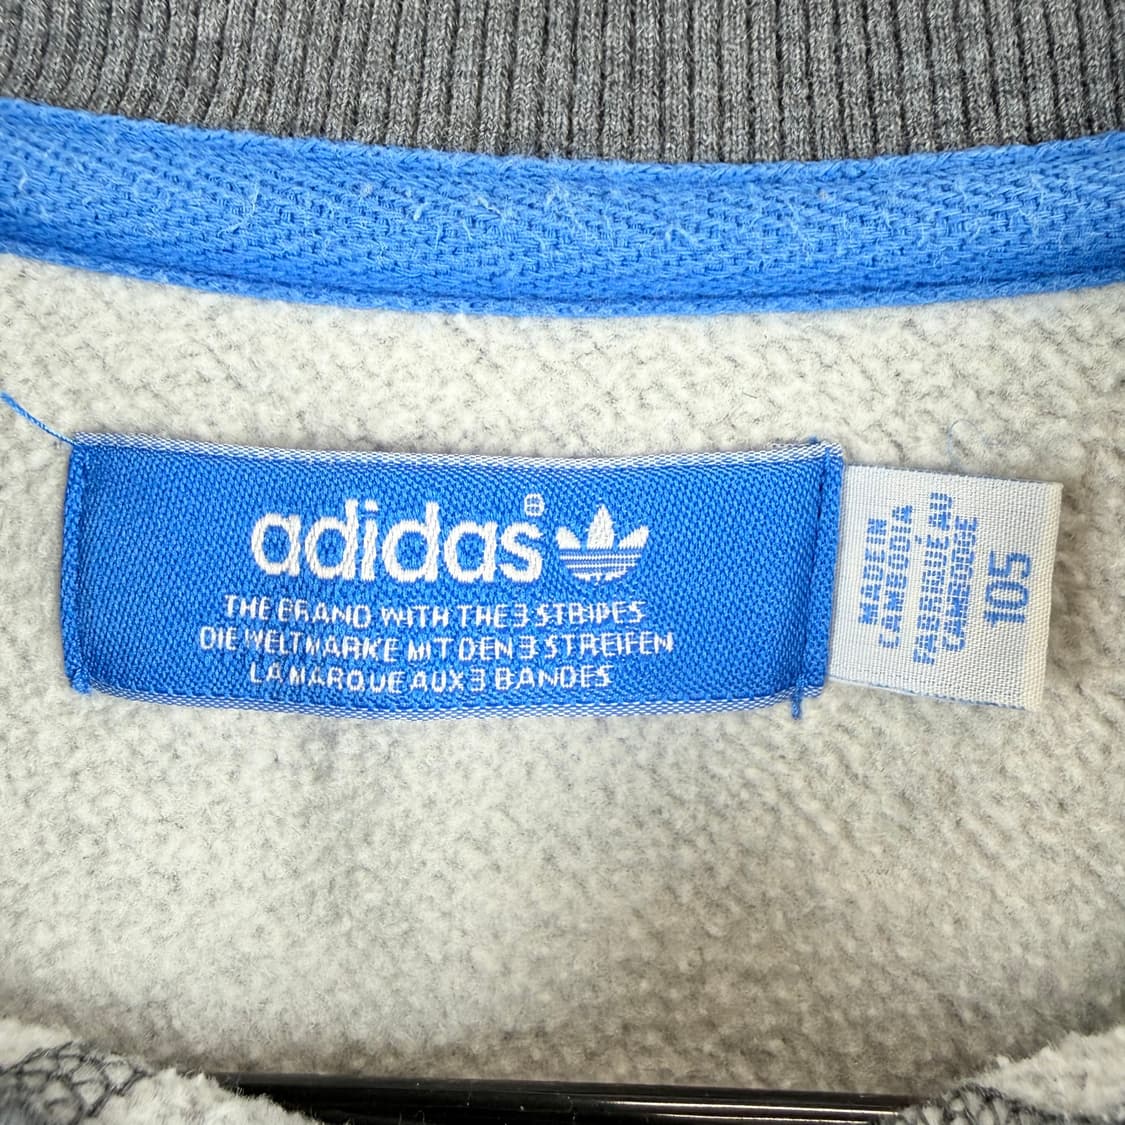 adidas®
THE BRAND WITH THE 3 STRIPES
DIE WELTMARKE MIT DEN 3 STREIFEN
LA MARQUE AUX 3 BANDES
MADE IN
CAMBODIA
FABRIQUÉ AU
CAMBODGE
105